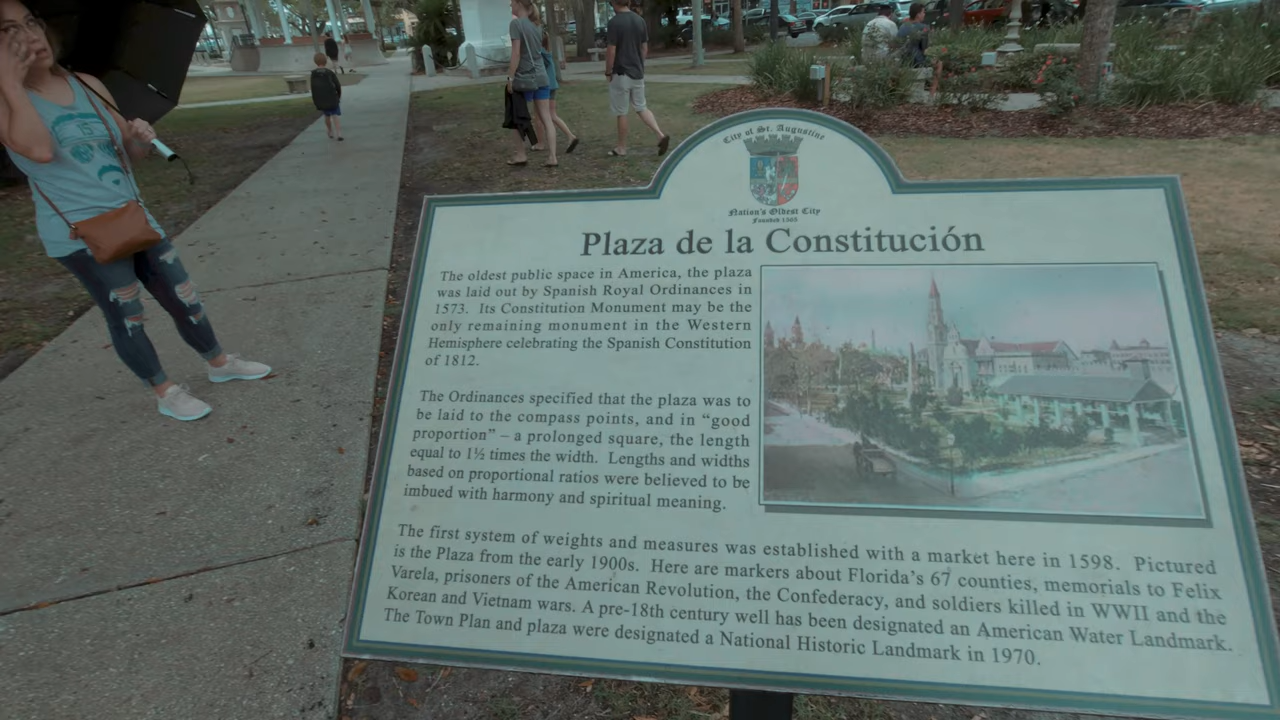 City of St. Augustine
Nation's Oldest City
Founded 1565
Plaza de la Constitución
The oldest public space in America, the plaza
was laid out by Spanish Royal Ordinances in
1573. Its Constitution Monument may be the
only remaining monument in the Western
Hemisphere celebrating the Spanish Constitution
of 1812.
The Ordinances specified that the plaza was to
be laid to the compass points, and in “good
proportion” – a prolonged square, the length
equal to 1½ times the width. Lengths and widths
based on proportional ratios were believed to be
imbued with harmony and spiritual meaning.
The first system of weights and measures was established with a market here in 1598. Pictured
is the Plaza from the early 1900s. Here are markers about Florida's 67 counties, memorials to Felix
Varela, prisoners of the American Revolution, the Confederacy, and soldiers killed in WWII and the
Korean and Vietnam wars. A pre-18th century well has been designated an American Water Landmark.
The Town Plan and plaza were designated a National Historic Landmark in 1970.